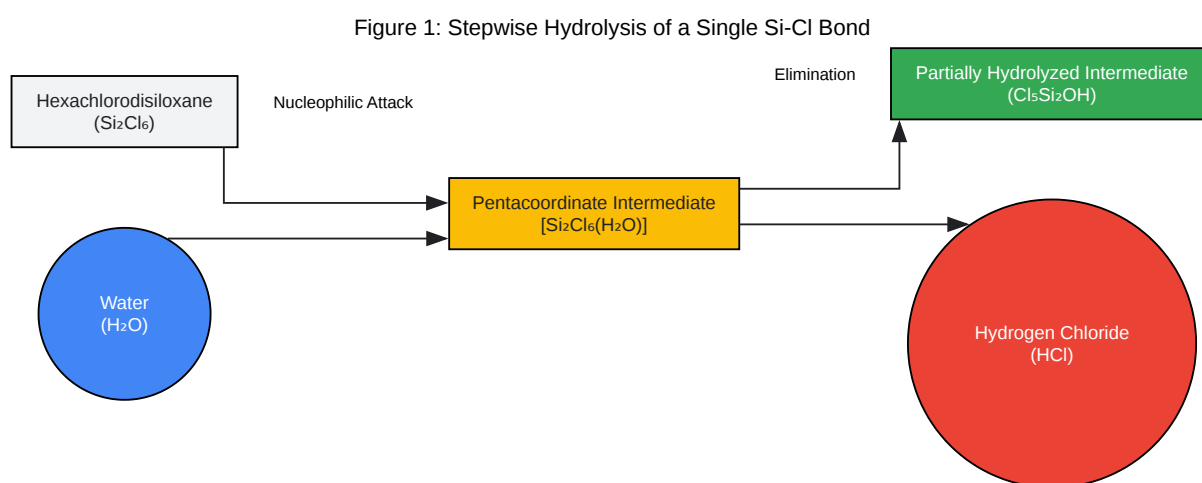 Figure 1: Stepwise Hydrolysis of a Single Si-Cl Bond
Hexachlorodisiloxane
(Si₂Cl₆)
Nucleophilic Attack
Elimination
Partially Hydrolyzed Intermediate
(Cl₅Si₂OH)
Pentacoordinate Intermediate
[Si₂Cl₆(H₂O)]
Water
(H₂O)
Hydrogen Chloride
(HCl)